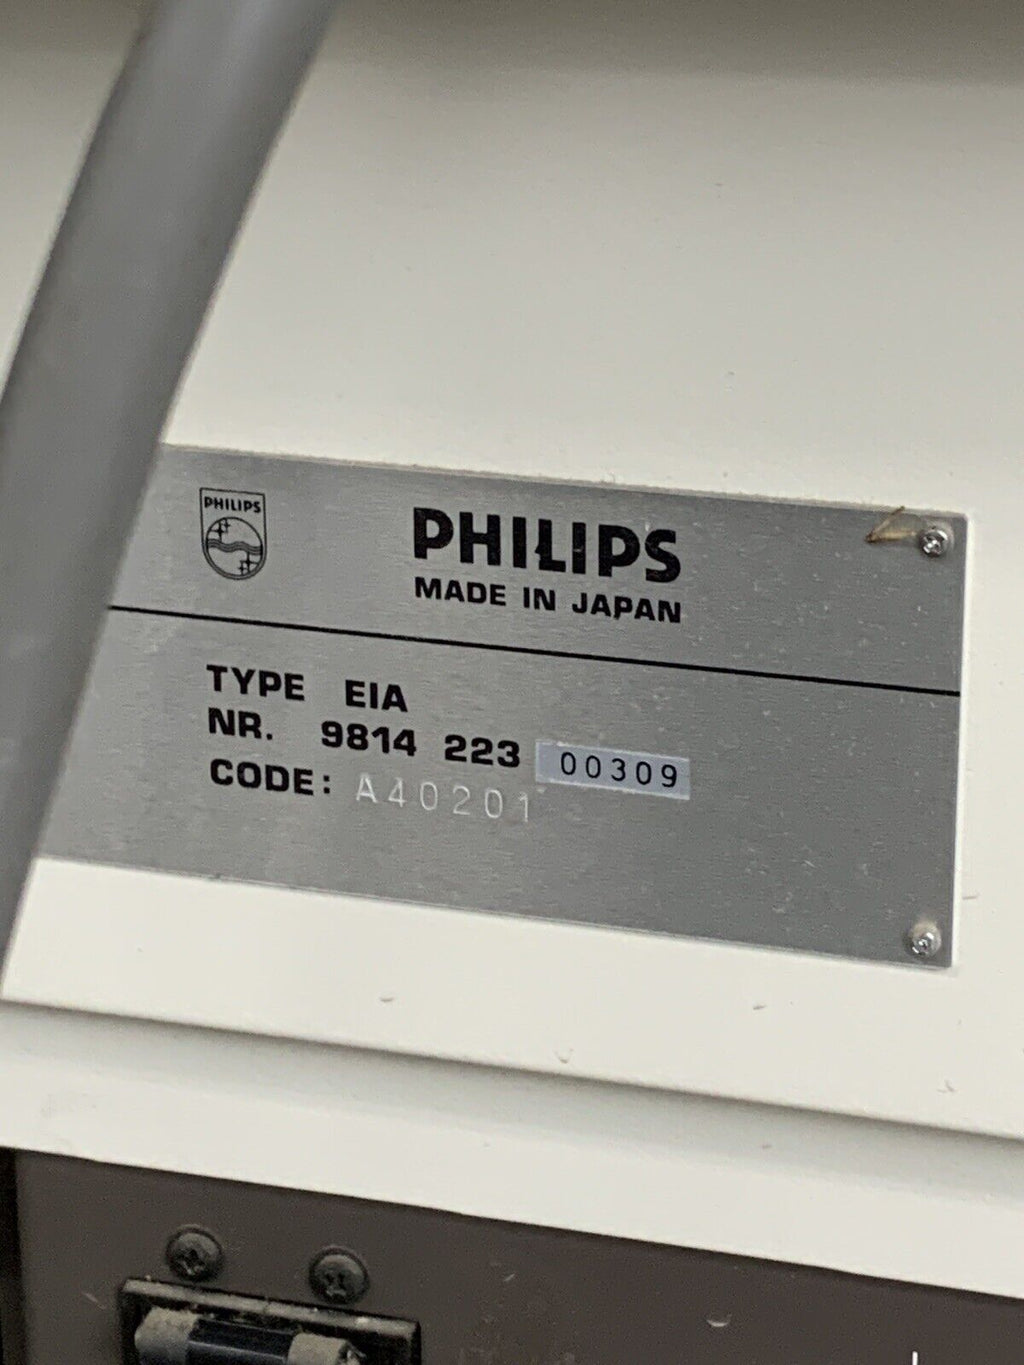 PHILIPS
PHILIPS
MADE IN JAPAN
TYPE EIA
NR. 9814 223 00309
CODE: A40201